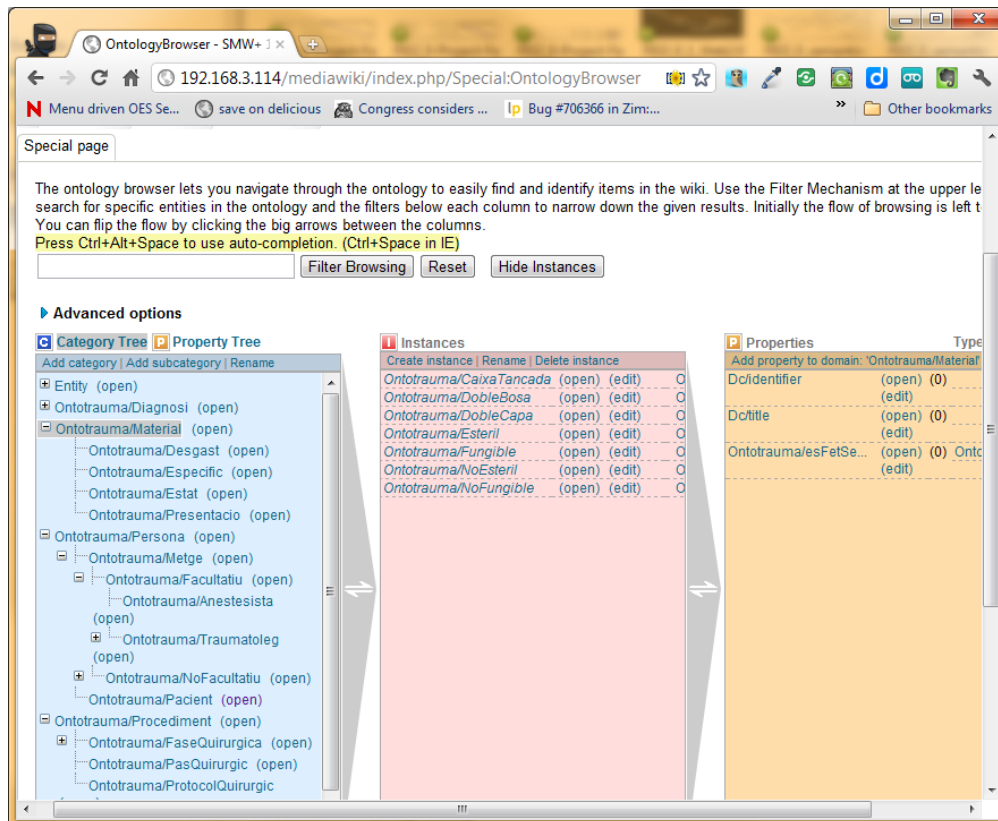 OntologyBrowser - SMW+ 1
192.168.3.114/mediawiki/index.php/Special:OntologyBrowser
Menu driven OES Se... save on delicious Congress considers ... Bug #706366 in Zim:... » Other bookmarks
Special page
The ontology browser lets you navigate through the ontology to easily find and identify items in the wiki. Use the Filter Mechanism at the upper le
search for specific entities in the ontology and the filters below each column to narrow down the given results. Initially the flow of browsing is left t
You can flip the flow by clicking the big arrows between the columns.
Press Ctrl+Alt+Space to use auto-completion. (Ctrl+Space in IE)
Filter Browsing Reset Hide Instances
Advanced options
C Category Tree P Property Tree
Add category | Add subcategory | Rename
Entity (open)
Ontotrauma/Diagnosi (open)
Ontotrauma/Material (open)
Ontotrauma/Desgast (open)
Ontotrauma/Especific (open)
Ontotrauma/Estat (open)
Ontotrauma/Presentacio (open)
Ontotrauma/Persona (open)
Ontotrauma/Metge (open)
Ontotrauma/Facultatiu (open)
Ontotrauma/Anestesista
(open)
Ontotrauma/Traumatoleg
(open)
Ontotrauma/NoFacultatiu (open)
Ontotrauma/Pacient (open)
Ontotrauma/Procediment (open)
Ontotrauma/FaseQuirurgica (open)
Ontotrauma/PasQuirurgic (open)
Ontotrauma/ProtocolQuirurgic
I Instances
Create instance | Rename | Delete instance
Ontotrauma/CaixaTancada (open) (edit) O
Ontotrauma/DobleBosa (open) (edit) O
Ontotrauma/DobleCapa (open) (edit) O
Ontotrauma/Esteril (open) (edit) O
Ontotrauma/Fungible (open) (edit) O
Ontotrauma/NoEsteril (open) (edit) O
Ontotrauma/NoFungible (open) (edit) O
P Properties Type
Add property to domain: 'Ontotrauma/Material'
Dc/identifier (open) (0)
(edit)
Dc/title (open) (0)
(edit)
Ontotrauma/esFetSe... (open) (0) Onto
(edit)